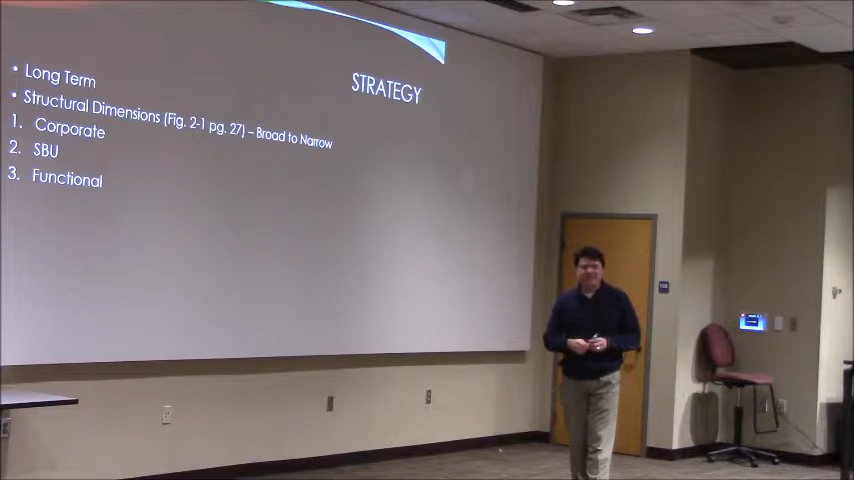 STRATEGY
• Long Term
• Structural Dimensions (Fig. 2-1 pg. 27) – Broad to Narrow
1. Corporate
2. SBU
3. Functional